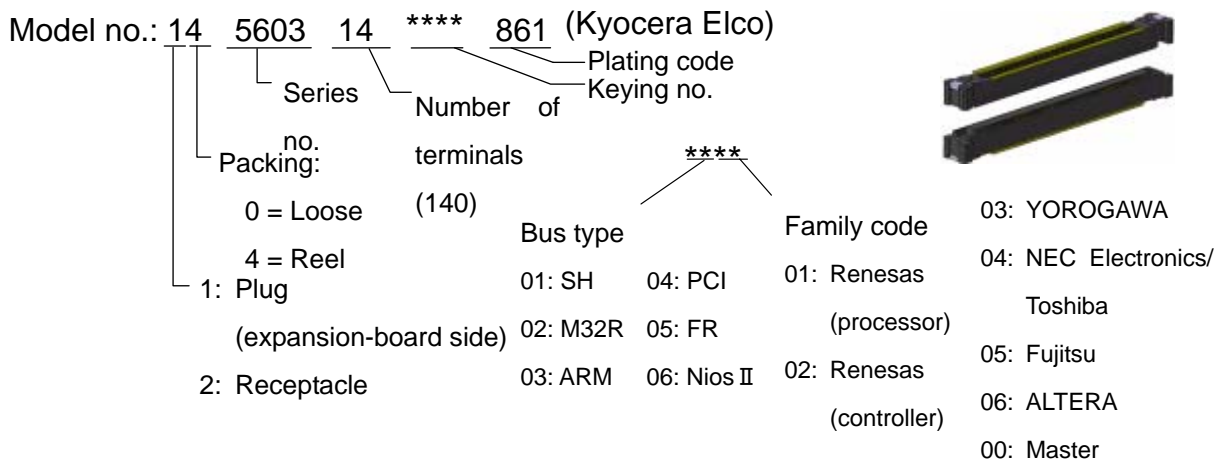 Model no.: 14 5603 14 **** 861 (Kyocera Elco)
Plating code
Keying no.
Series
no.
Number of
terminals
(140)
Packing:
0 = Loose
4 = Reel
1: Plug
(expansion-board side)
2: Receptacle
****
Bus type
01: SH
02: M32R
03: ARM
04: PCI
05: FR
06: Nios Ⅱ
Family code
01: Renesas
(processor)
02: Renesas
(controller)
03: YOROGAWA
04: NEC Electronics/
Toshiba
05: Fujitsu
06: ALTERA
00: Master